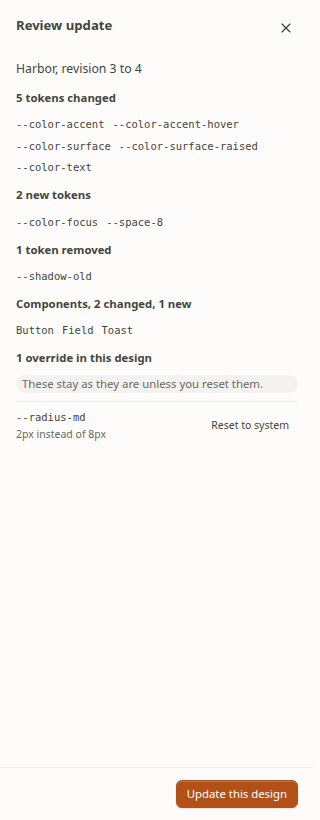 Review update
Harbor, revision 3 to 4
5 tokens changed
--color-accent --color-accent-hover
--color-surface --color-surface-raised
--color-text
2 new tokens
--color-focus --space-8
1 token removed
--shadow-old
Components, 2 changed, 1 new
Button Field Toast
1 override in this design
These stay as they are unless you reset them.
--radius-md
2px instead of 8px
Reset to system
Update this design